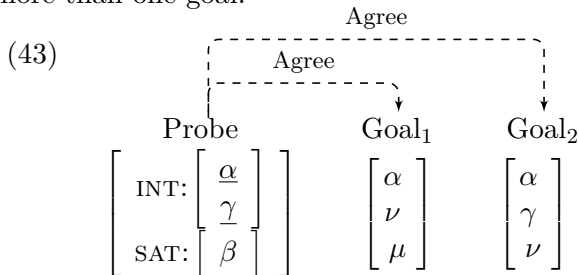 more than one goal.
Agree
(43)
Agree
Probe Goal₁ Goal₂
INT: [ α̲ γ̲ ] SAT: [ β ]
α ν μ
α γ ν